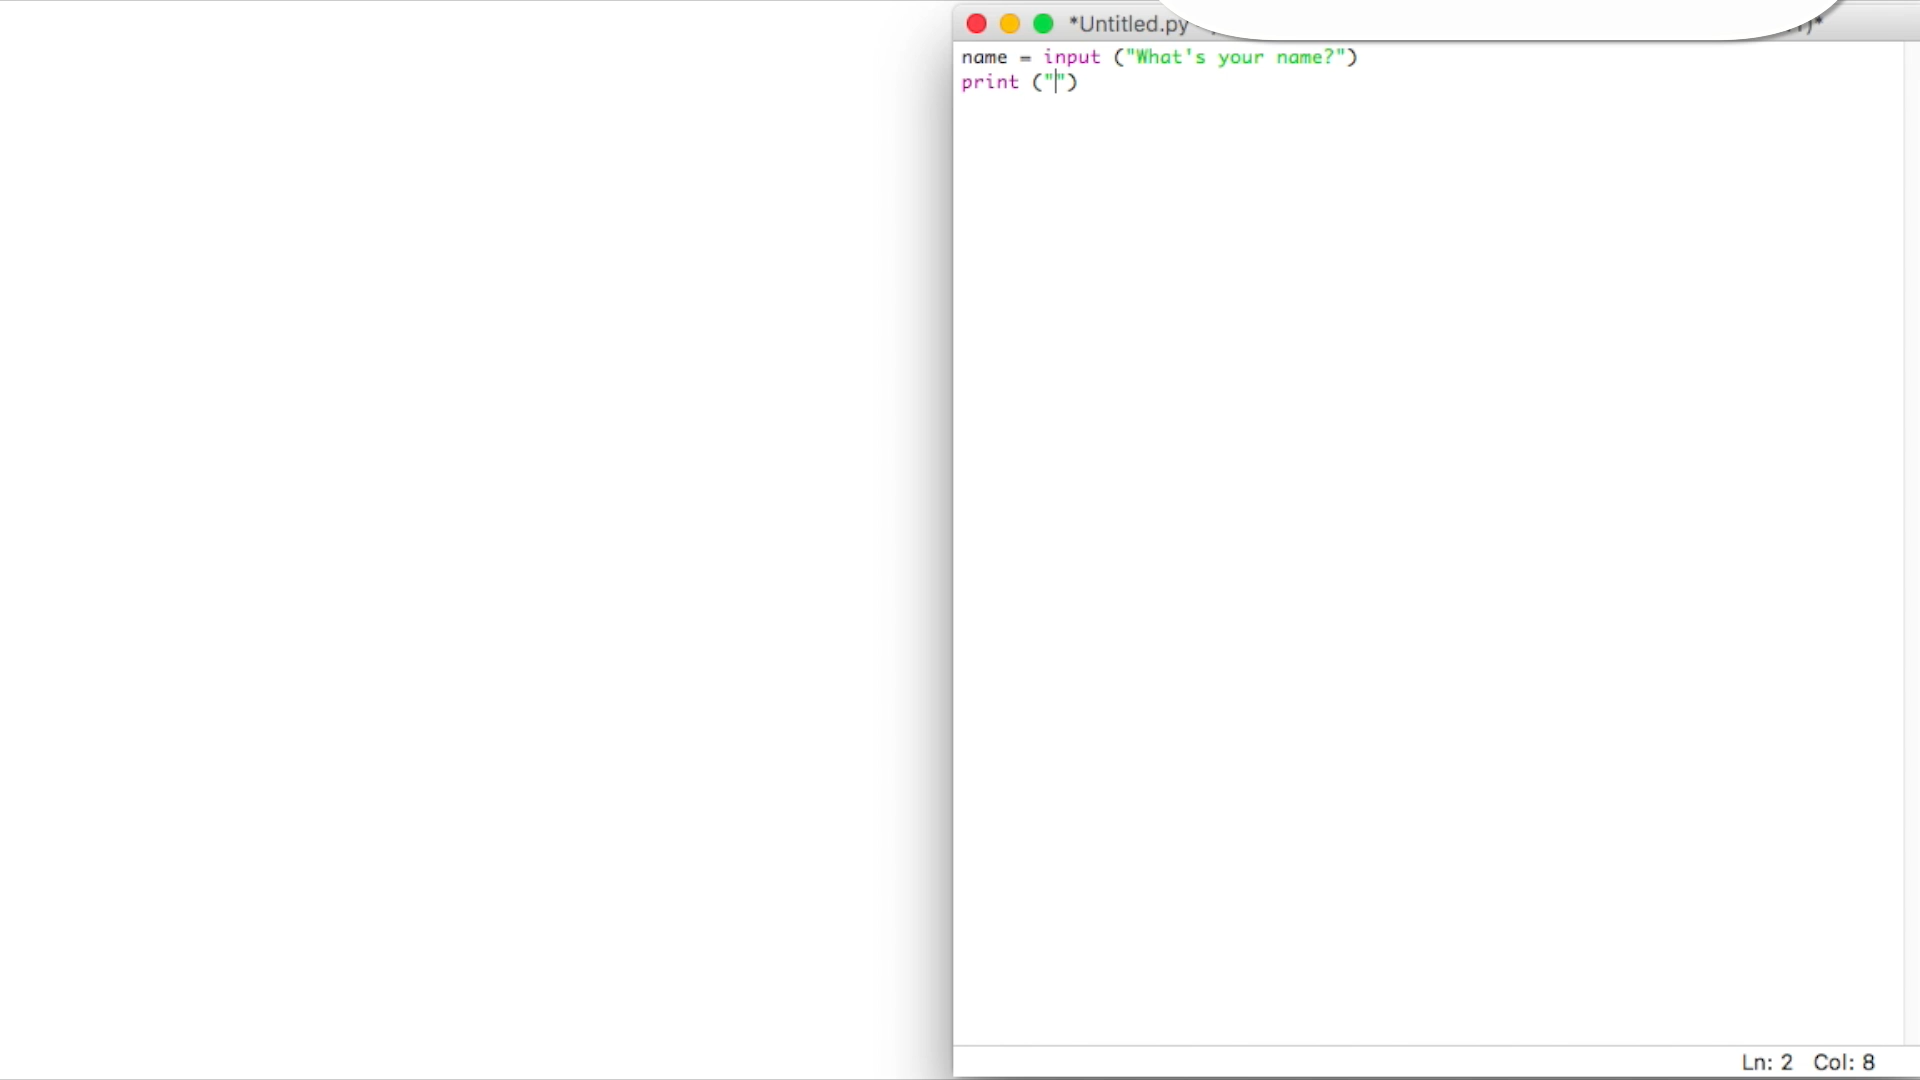 *Untitled.py
name = input ("What's your name?")
print ("")
Ln: 2 Col: 8